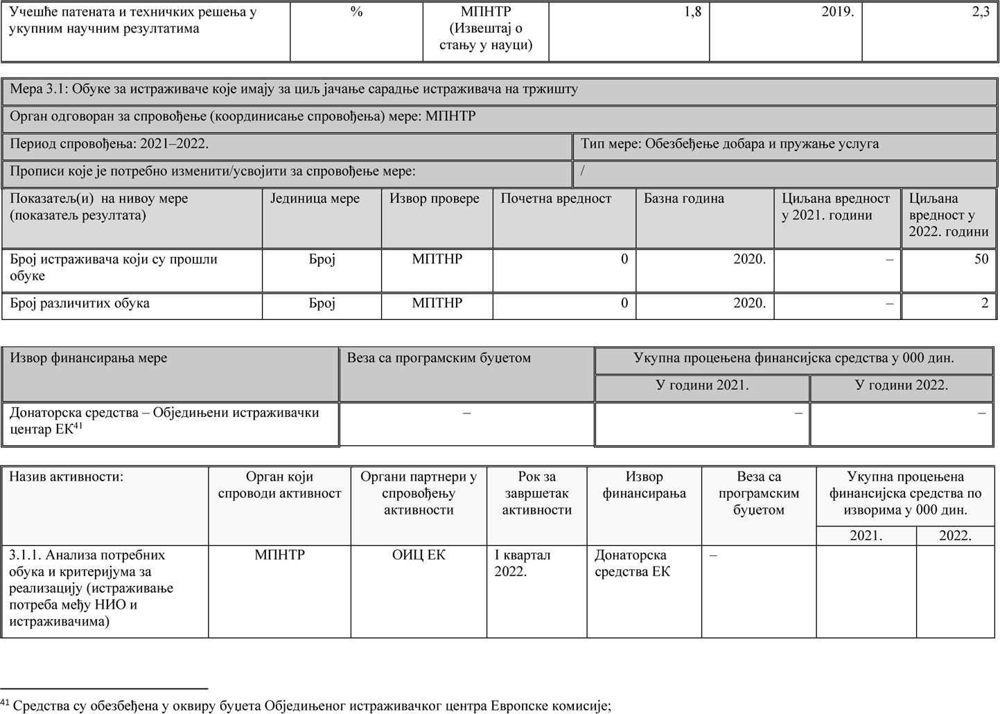 Учешће патената и техничких решења у
укупним научним резултатима
%
МПНТР
(Извештај о
стању у науци)
1,8
2019.
2,3
Мера 3.1: Обуке за истраживаче које имају за циљ јачање сарадње истраживача на тржишту
Орган одговоран за спровођење (координисање спровођења) мере: МПНТР
Период спровођења: 2021–2022.
Тип мере: Обезбеђење добара и пружање услуга
Прописи које је потребно изменити/усвојити за спровођење мере:
/
Показатељ(и) на нивоу мере
(показатељ резултата)
Јединица мере
Извор провере
Почетна вредност
Базна година
Циљана вредност
у 2021. години
Циљана
вредност у
2022. години
Број истраживача који су прошли
обуке
Број
МПТНР
0
2020.
–
50
Број различитих обука
Број
МПТНР
0
2020.
–
2
Извор финансирања мере
Веза са програмским буџетом
Укупна процењена финансијска средства у 000 дин.
У години 2021.
У години 2022.
Донаторска средства – Обједињени истраживачки
центар ЕК41
–
–
–
Назив активности:
Орган који
спроводи активност
Органи партнери у
спровођењу
активности
Рок за
завршетак
активности
Извор
финансирања
Веза са
програмским
буџетом
Укупна процењена
финансијска средства по
изворима у 000 дин.
2021.
2022.
3.1.1. Анализа потребних
обука и критеријума за
реализацију (истраживање
потреба међу НИО и
истраживачима)
МПНТР
ОИЦ ЕК
I квартал
2022.
Донаторска
средства ЕК
–
41 Средства су обезбеђена у оквиру буџета Обједињеног истраживачког центра Европске комисије;